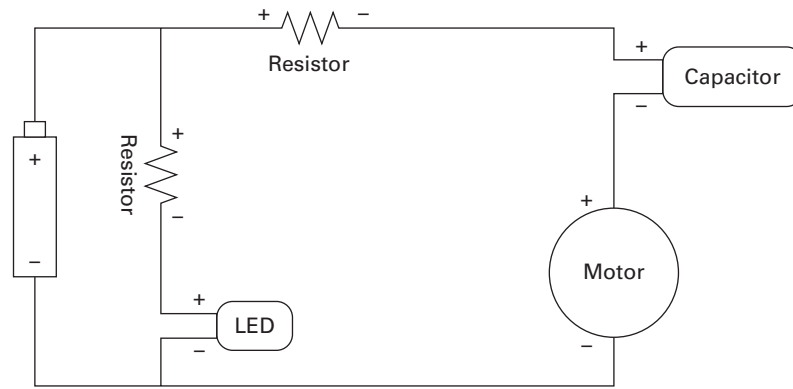 + −
Resistor
+
−
Capacitor
+
−
+
Resistor
−
+
−
Motor
+
−
LED
+
−